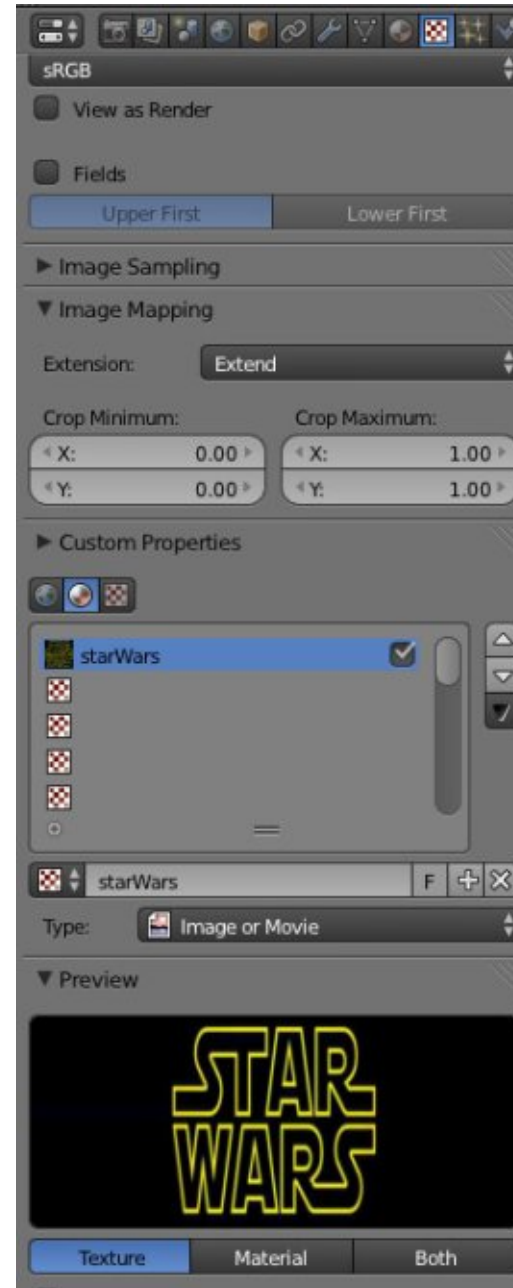 sRGB
View as Render
Fields
Upper First Lower First
Image Sampling
Image Mapping
Extension: Extend
Crop Minimum: Crop Maximum:
X: 0.00 X: 1.00
Y: 0.00 Y: 1.00
Custom Properties
starWars
starWars F
Type: Image or Movie
Preview
STAR
WARS
Texture Material Both